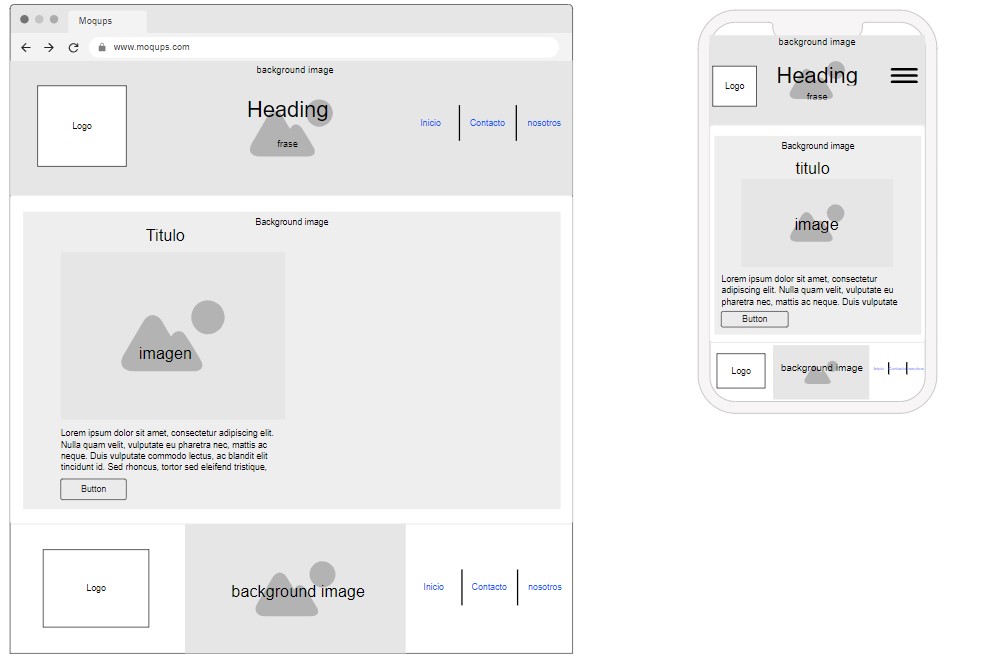 Moqups
www.moqups.com
background image
Logo
Heading
frase
Inicio
Contacto
nosotros
Background image
Titulo
imagen
Lorem ipsum dolor sit amet, consectetur adipiscing elit.
Nulla quam velit, vulputate eu pharetra nec, mattis ac
neque. Duis vulputate commodo lectus, ac blandit elit
tincidunt id. Sed rhoncus, tortor sed eleifend tristique,
Button
Logo
background image
Inicio
Contacto
nosotros
background image
Logo
Heading
frase
Background image
titulo
image
Lorem ipsum dolor sit amet, consectetur
adipiscing elit. Nulla quam velit, vulputate eu
pharetra nec, mattis ac neque. Duis vulputate
Button
Logo
background image
Inicio
Contacto
nosotros